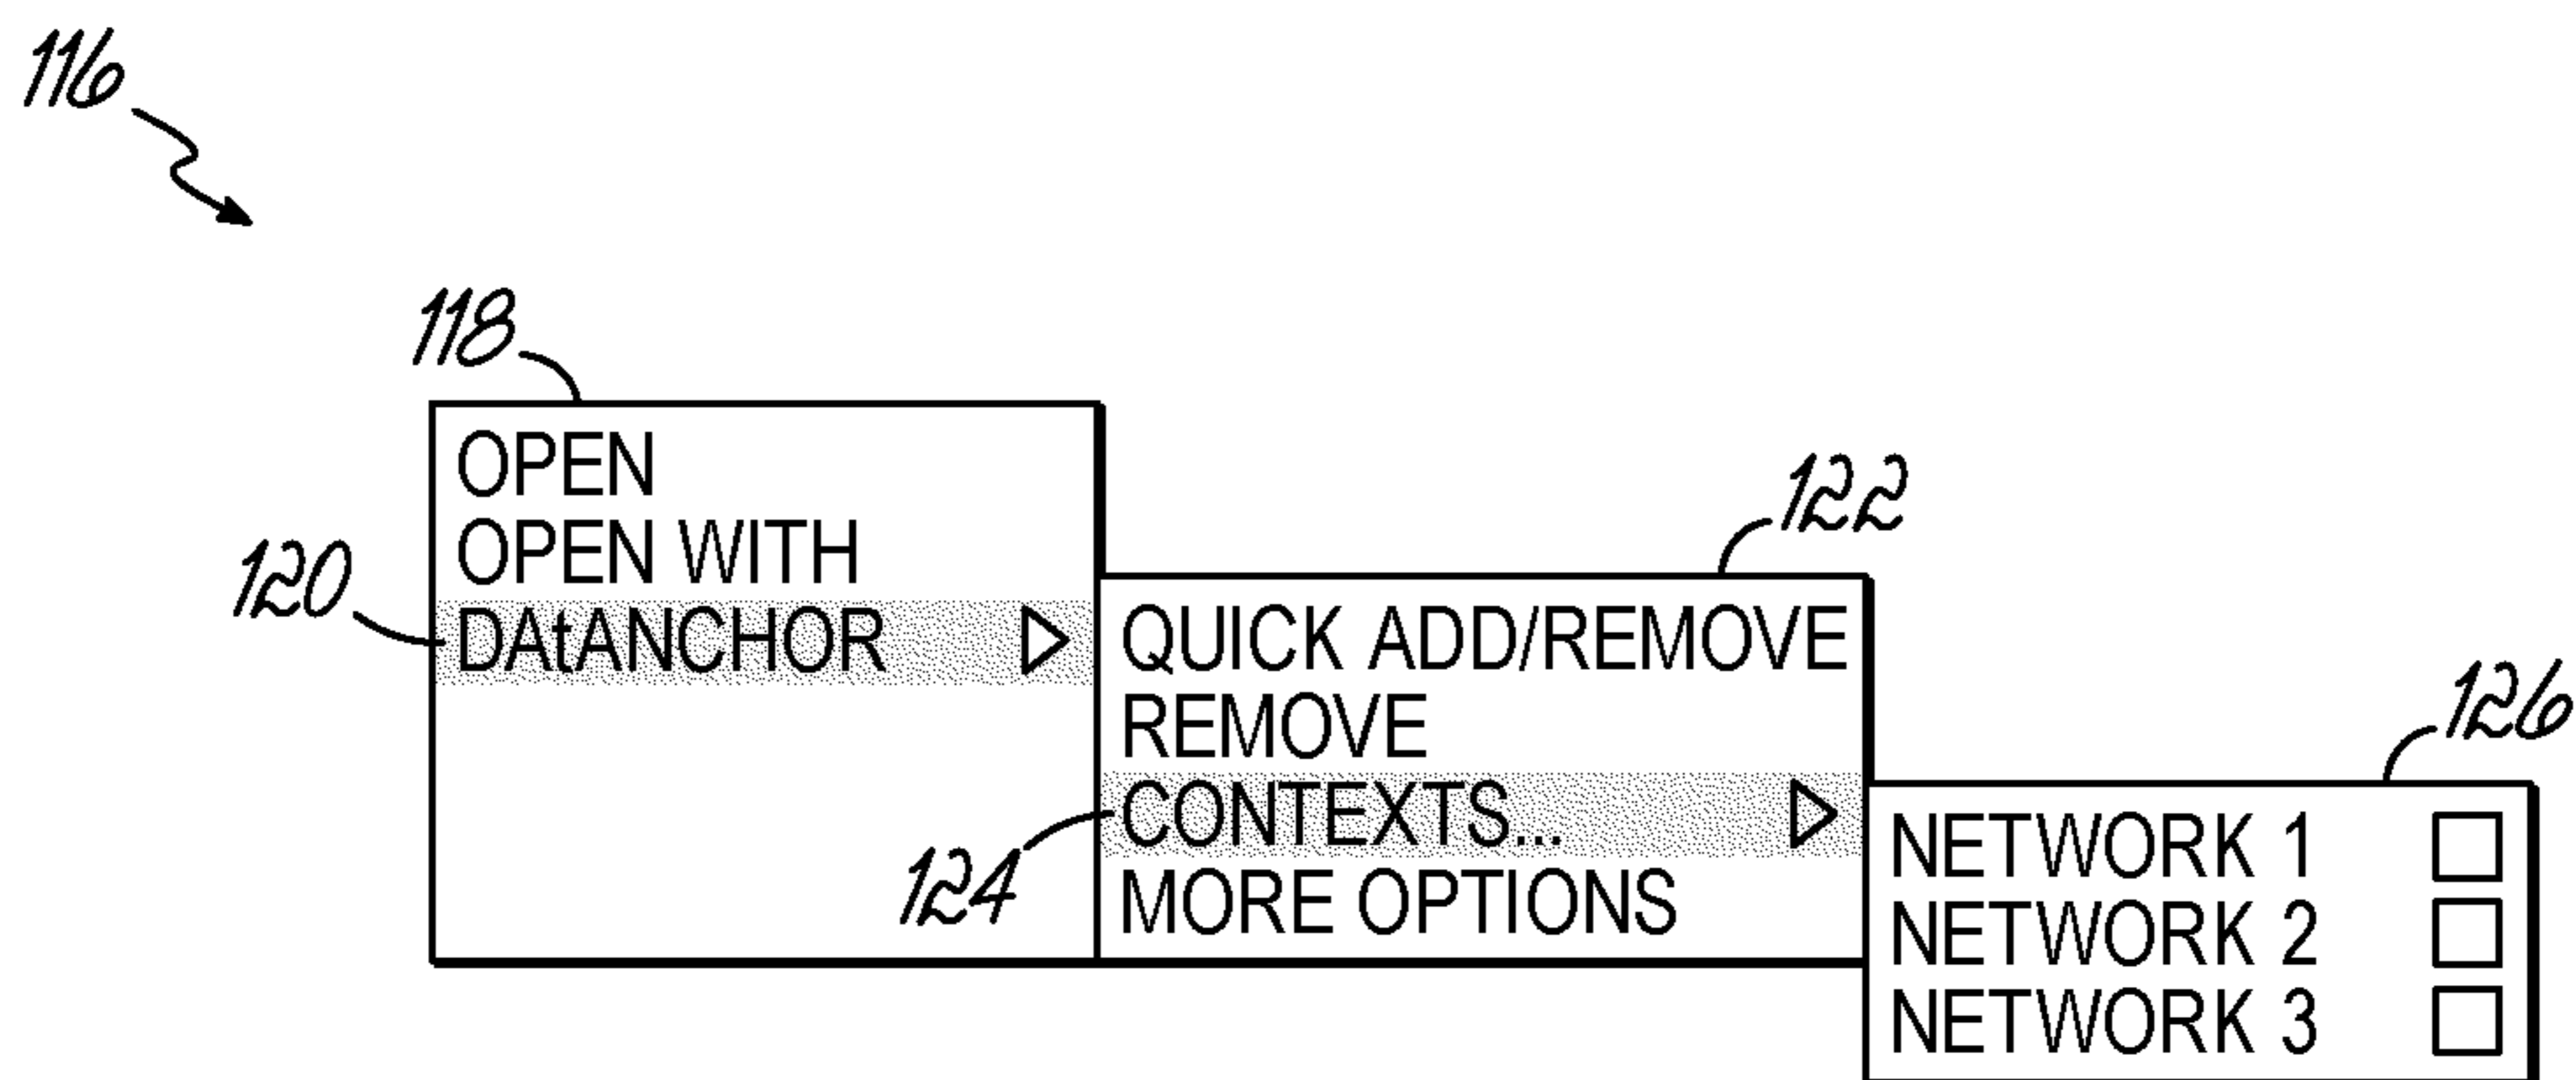 116
118
OPEN
OPEN WITH
120
DAtANCHOR
122
QUICK ADD/REMOVE
REMOVE
CONTEXTS...
124
MORE OPTIONS
126
NETWORK 1
NETWORK 2
NETWORK 3